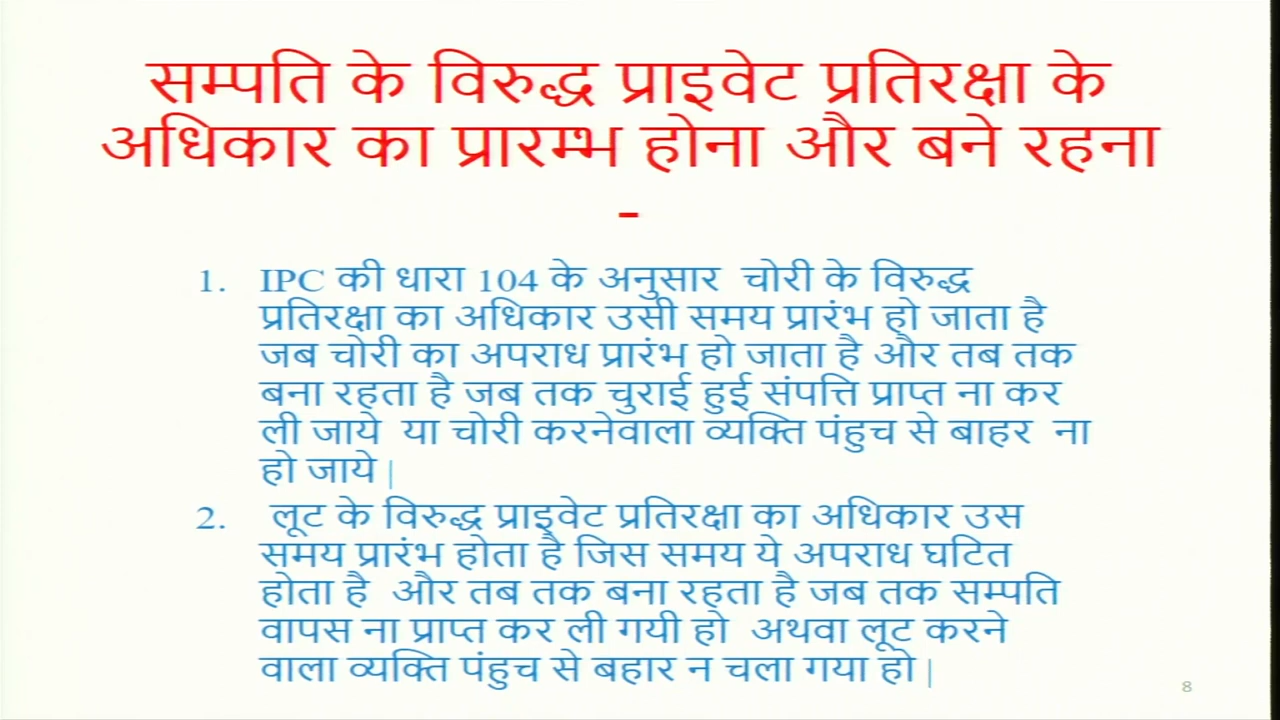 सम्पति के विरुद्ध प्राइवेट प्रतिरक्षा के
अधिकार का प्रारम्भ होना और बने रहना
-
1. IPC की धारा 104 के अनुसार चोरी के विरुद्ध
प्रतिरक्षा का अधिकार उसी समय प्रारंभ हो जाता है
जब चोरी का अपराध प्रारंभ हो जाता है और तब तक
बना रहता है जब तक चुराई हुई संपत्ति प्राप्त ना कर
ली जाये या चोरी करनेवाला व्यक्ति पंहुच से बाहर ना
हो जाये |
2. लूट के विरुद्ध प्राइवेट प्रतिरक्षा का अधिकार उस
समय प्रारंभ होता है जिस समय ये अपराध घटित
होता है और तब तक बना रहता है जब तक सम्पति
वापस ना प्राप्त कर ली गयी हो अथवा लूट करने
वाला व्यक्ति पंहुच से बहार न चला गया हो |
8